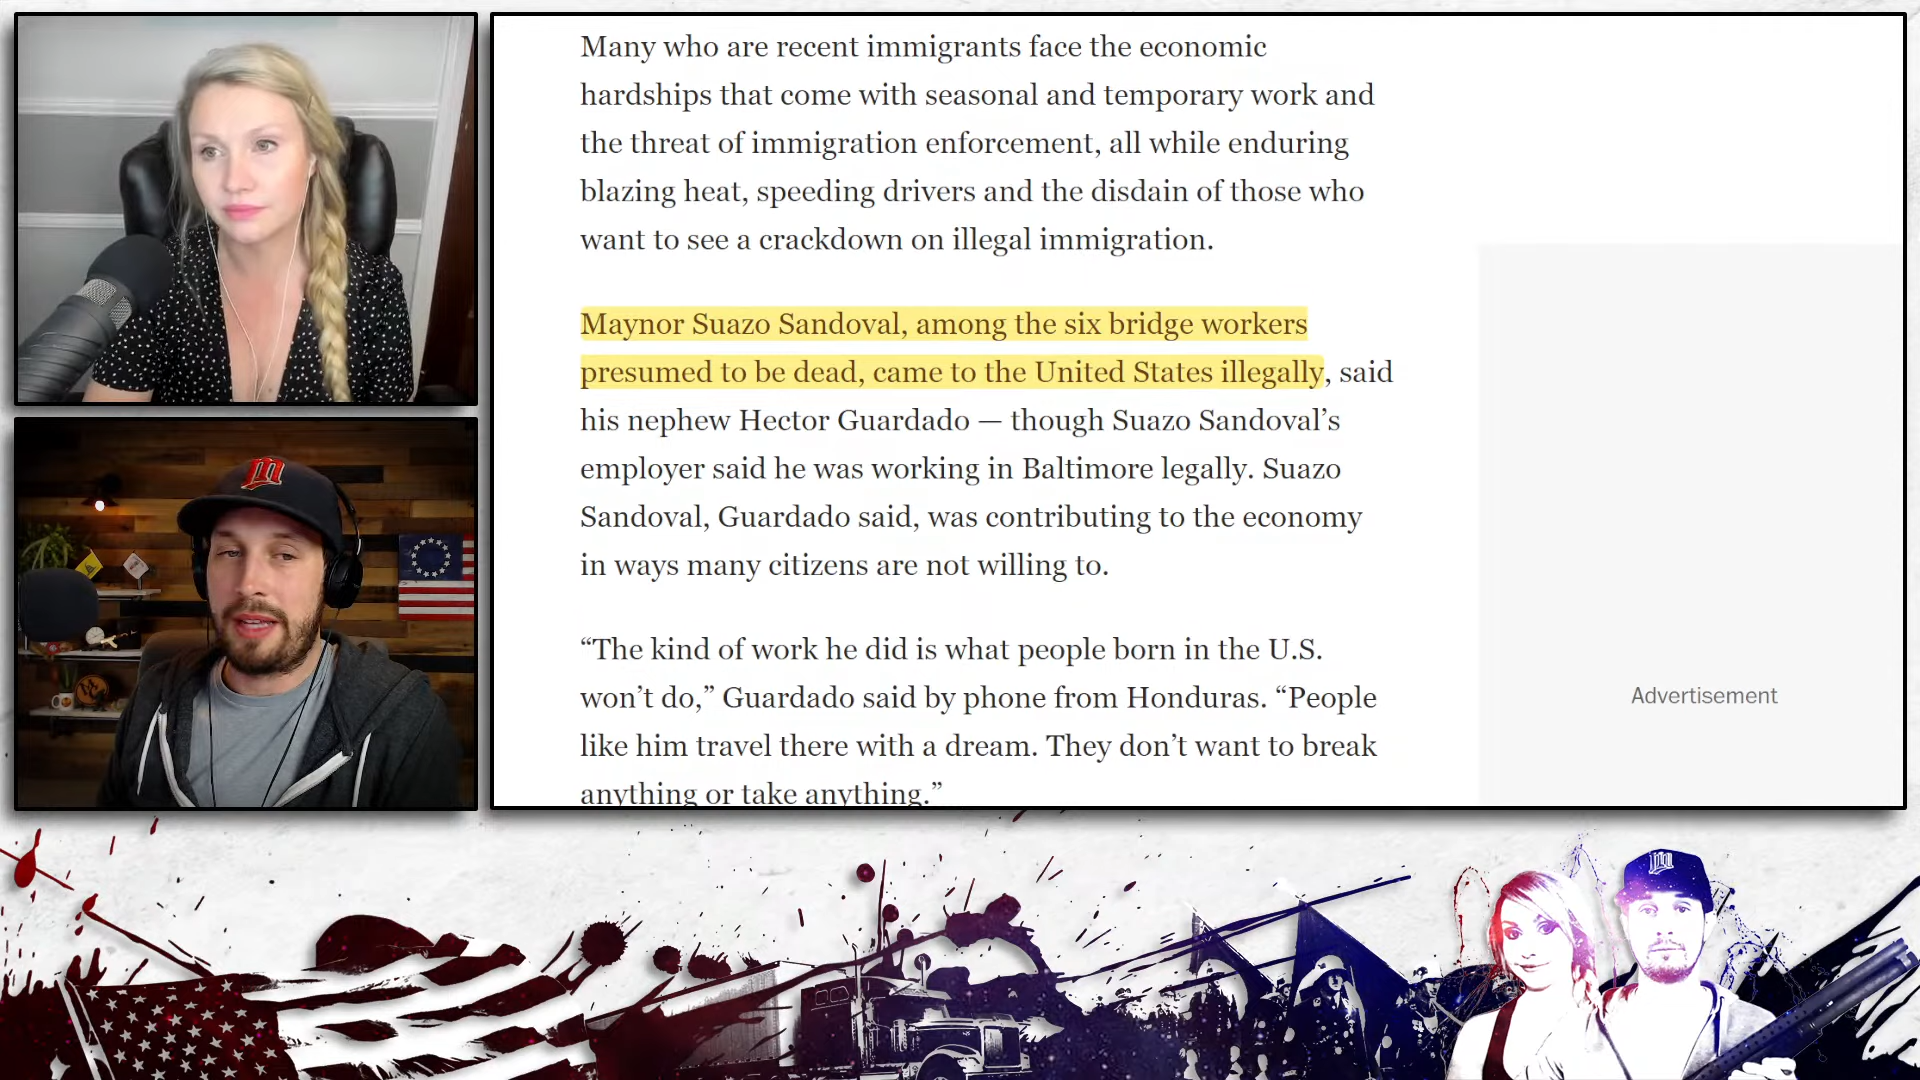 Many who are recent immigrants face the economic
hardships that come with seasonal and temporary work and
the threat of immigration enforcement, all while enduring
blazing heat, speeding drivers and the disdain of those who
want to see a crackdown on illegal immigration.
Maynor Suazo Sandoval, among the six bridge workers
presumed to be dead, came to the United States illegally, said
his nephew Hector Guardado — though Suazo Sandoval’s
employer said he was working in Baltimore legally. Suazo
Sandoval, Guardado said, was contributing to the economy
in ways many citizens are not willing to.
“The kind of work he did is what people born in the U.S.
won’t do,” Guardado said by phone from Honduras. “People
like him travel there with a dream. They don’t want to break
anything or take anything.”
Advertisement
m